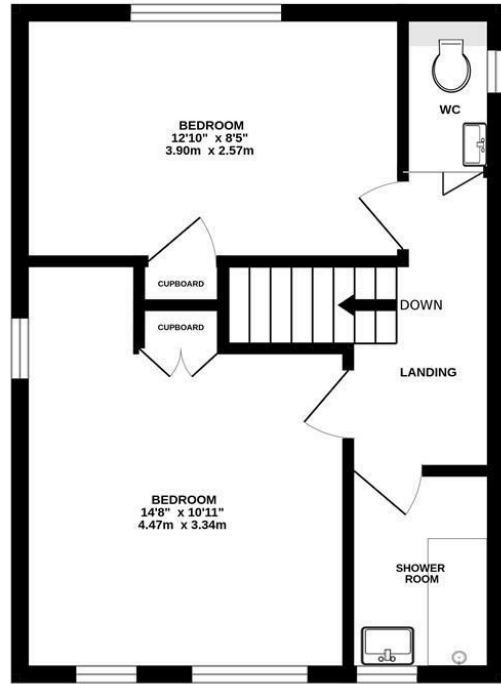 WC
BEDROOM
12'10" x 8'5"
3.90m x 2.57m
CUPBOARD
DOWN
CUPBOARD
LANDING
BEDROOM
14'8" x 10'11"
4.47m x 3.34m
SHOWER
ROOM